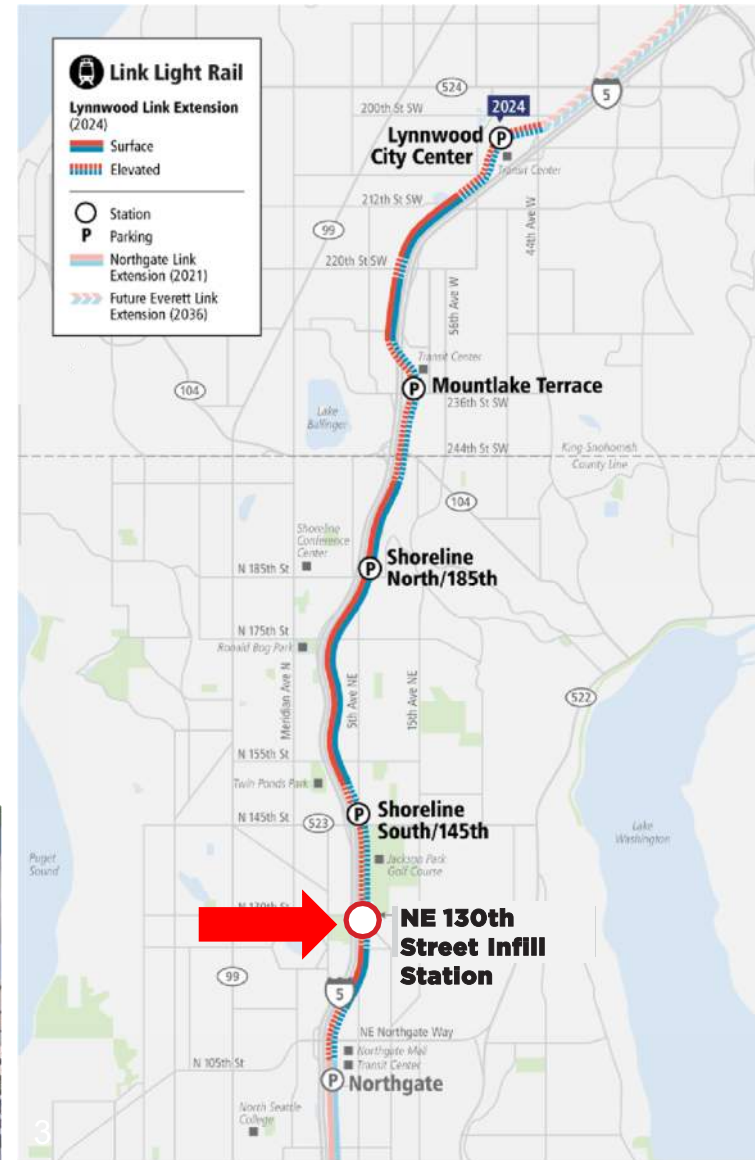 Link Light Rail
Lynnwood Link Extension
(2024)
Surface
Elevated
Station
P
Parking
Northgate Link
Extension (2021)
Future Everett Link
Extension (2036)
524
5
200th St SW
2024
Lynnwood
City Center
P
Transit Center
212th St SW
44th Ave W
99
220th St SW
56th Ave W
Transit Center
104
P
Mountlake Terrace
236th St SW
Lake
Ballinger
244th St SW
King-Snohomish
County Line
104
Shoreline
Conference
Center
N 185th St
P
Shoreline
North/185th
N 175th St
Ronald Bog Park
Meridian Ave N
5th Ave NE
15th Ave NE
522
N 155th St
Twin Ponds Park
N 145th St
523
P
Shoreline
South/145th
Lake
Washington
Puget
Sound
Jackson Park
Golf Course
N 130th St
NE 130th
Street Infill
Station
99
5
NE Northgate Way
Northgate Mall
Transit Center
N 105th St
P
Northgate
North Seattle
College
3